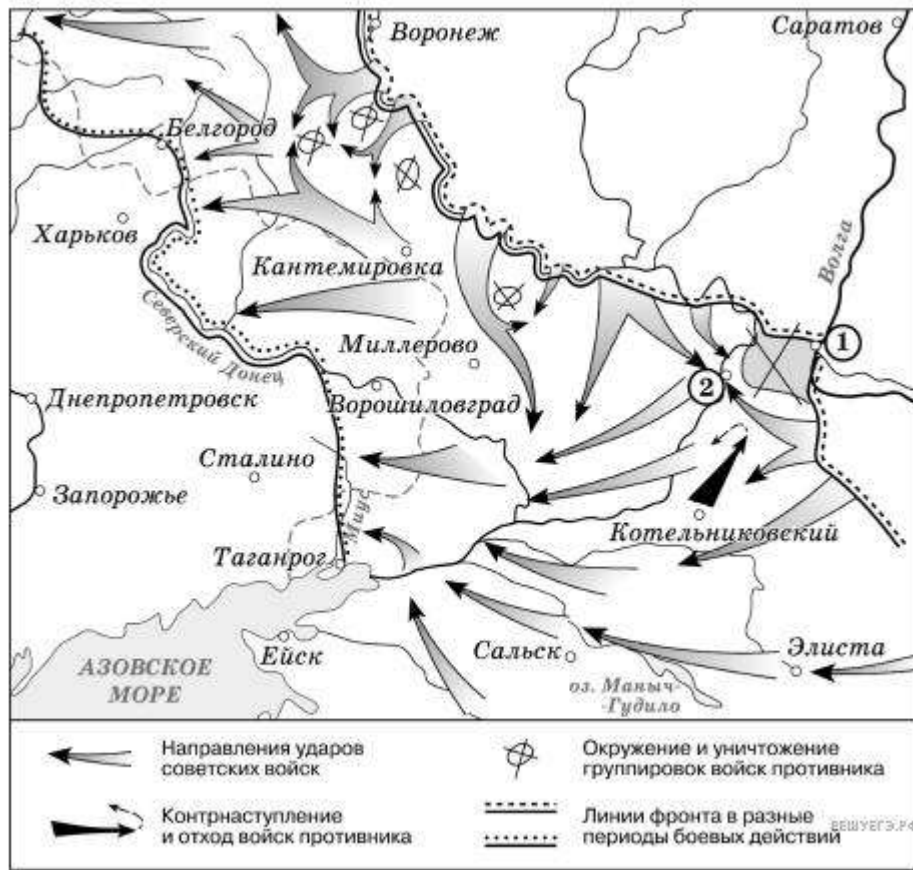 Воронеж
Саратов
Белгород
Харьков
Волга
Кантемировка
Северский Донец
Миллерово
1
2
Днепропетровск
Ворошиловград
Сталино
Запорожье
Миус
Котельниковский
Таганрог
АЗОВСКОЕ
МОРЕ
Ейск
Сальск
Элиста
оз. Маныч-
-Гудило
Направления ударов
советских войск
Окружение и уничтожение
группировок войск противника
Контрнаступление
и отход войск противника
Линии фронта в разные
периоды боевых действий
РЕШУЕГЭ.РФ